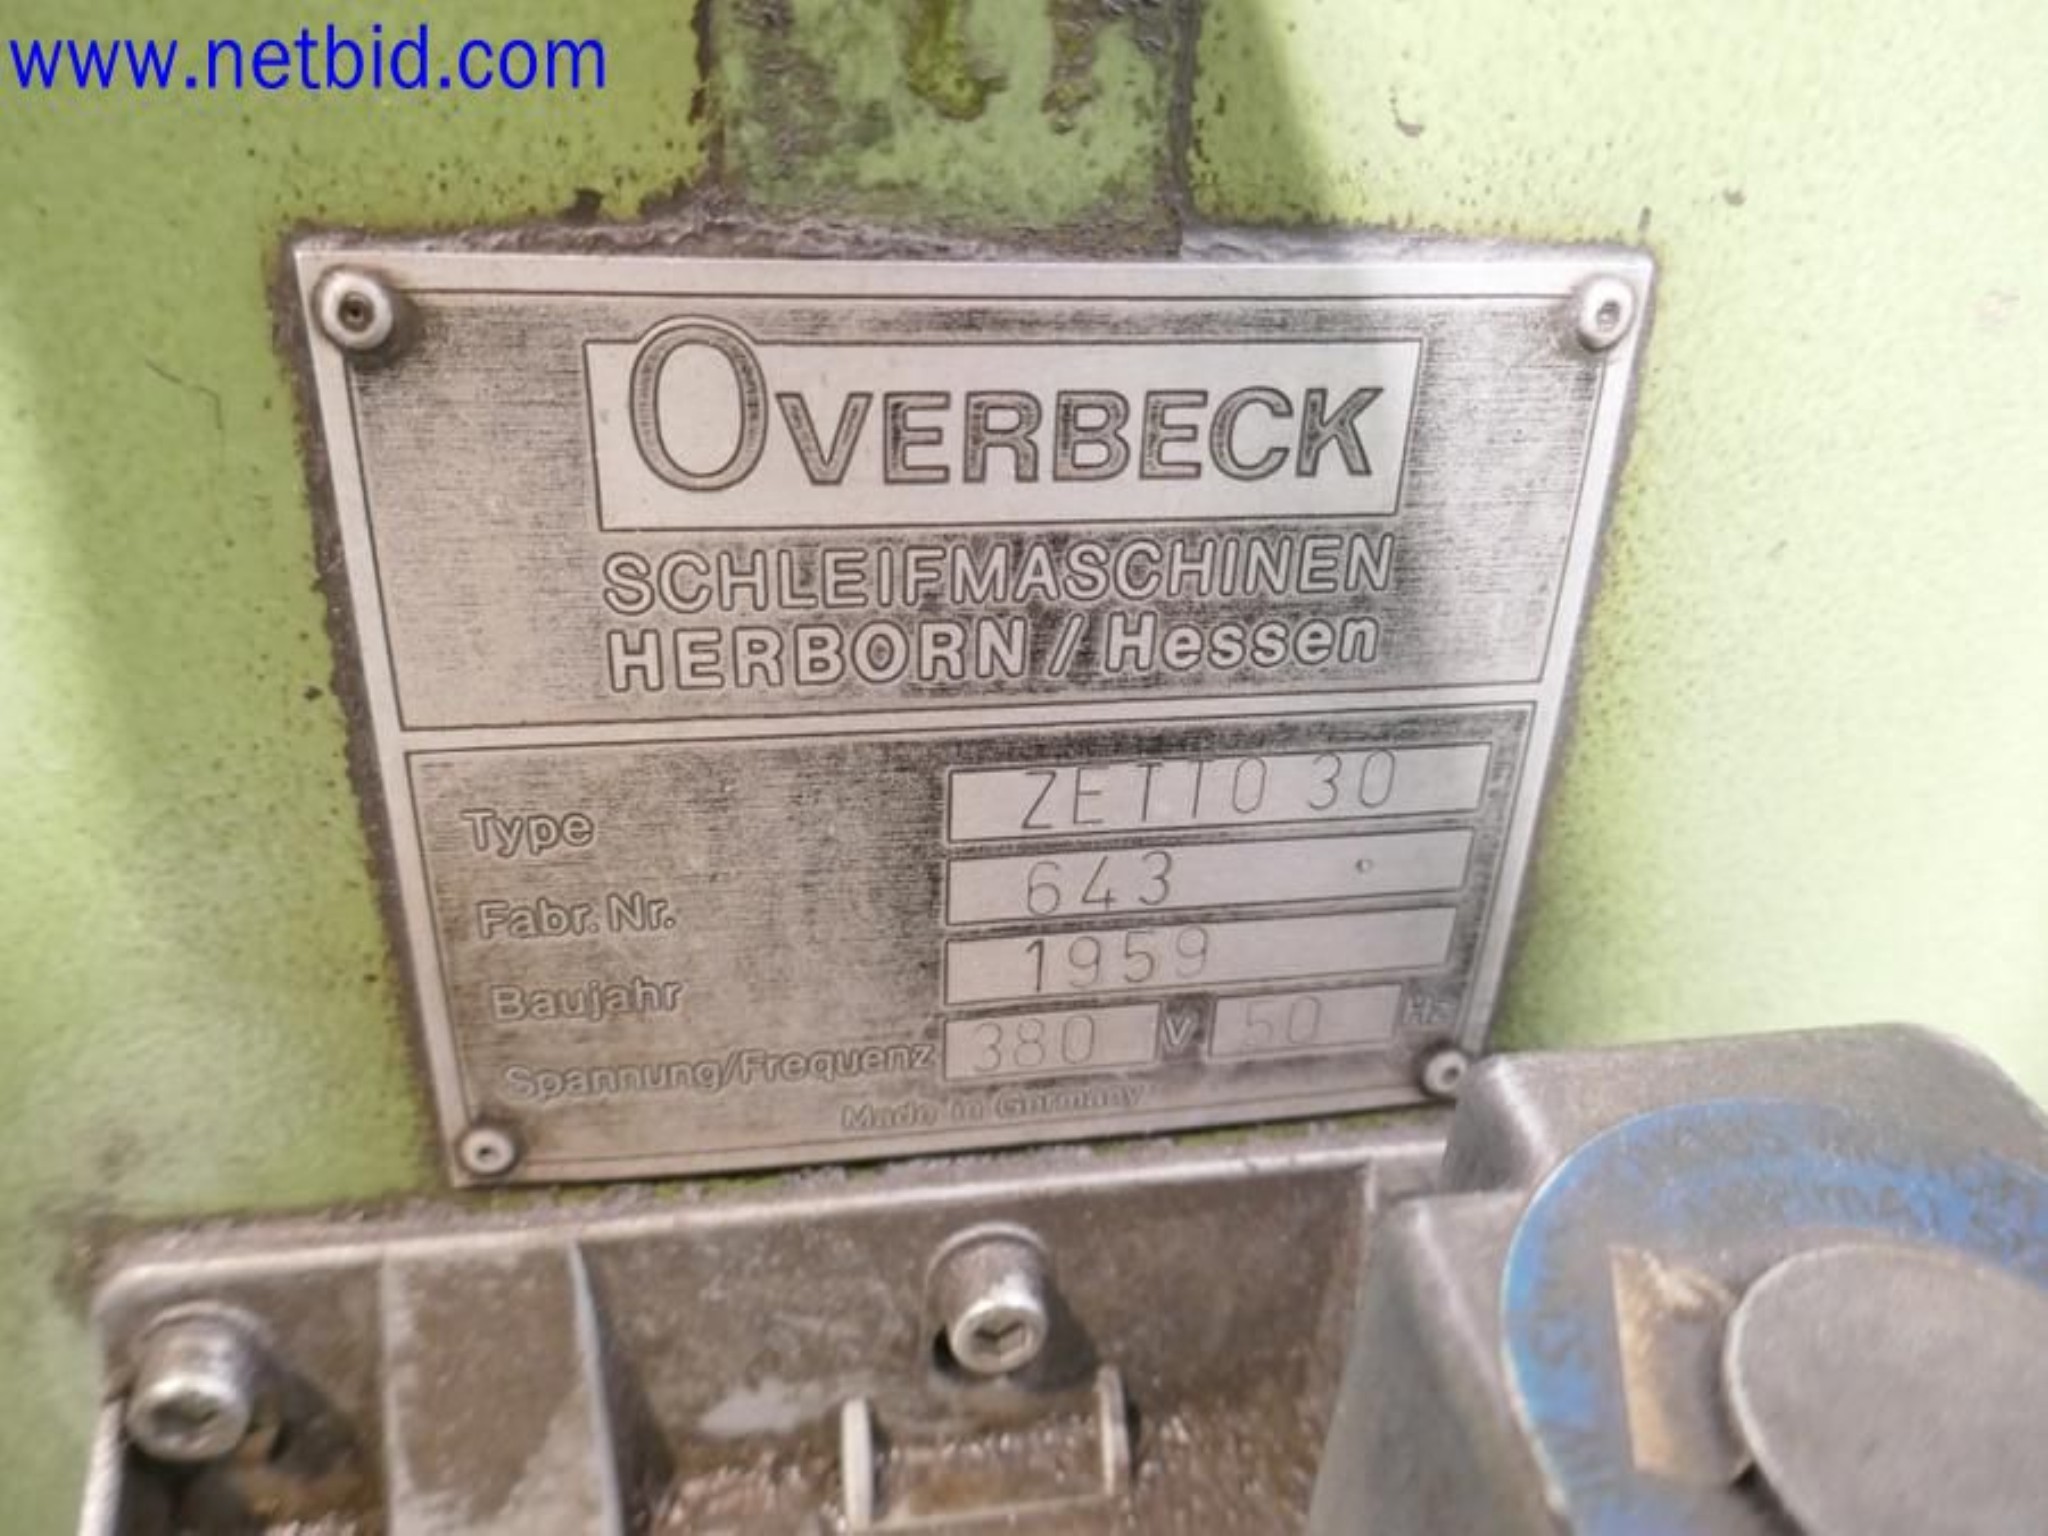 www.netbid.com
OVERBECK
SCHLEIFMASCHINEN
HERBORN / Hessen
Type ZETTO 30
Fabr. Nr. 643
Baujahr 1959
Spannung/Frequenz 380 V 50 Hz
Made in Germany